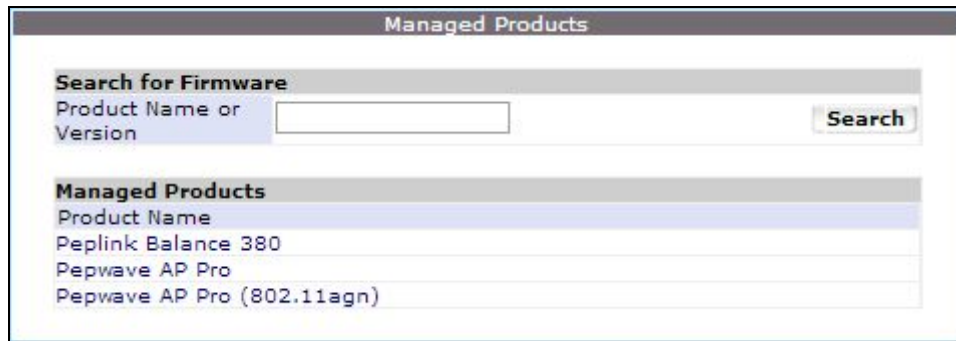 Managed Products
Search for Firmware
Product Name or
Version
Search
Managed Products
Product Name
Peplink Balance 380
Pepwave AP Pro
Pepwave AP Pro (802.11agn)